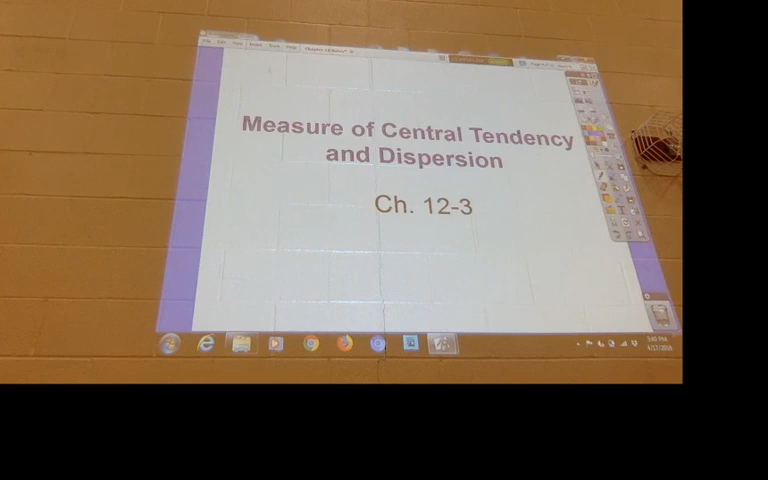 Measure of Central Tendency
and Dispersion
Ch. 12-3